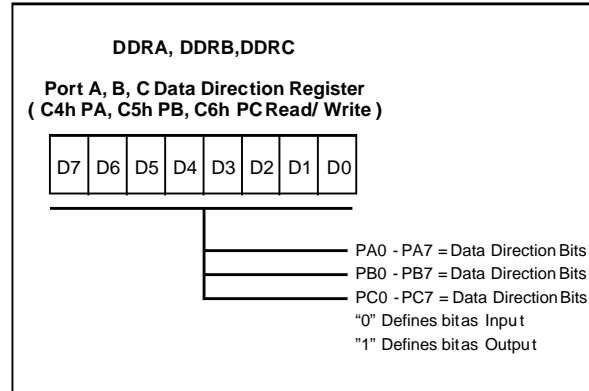 DDRA, DDRB,DDRC
Port A, B, C Data Direction Register
( C4h PA, C5h PB, C6h PC Read/ Write )
D7 D6 D5 D4 D3 D2 D1 D0
PA0 - PA7 = Data Direction Bits
PB0 - PB7 = Data Direction Bits
PC0 - PC7 = Data Direction Bits
“0” Defines bit as Input
”1” Defines bit as Output